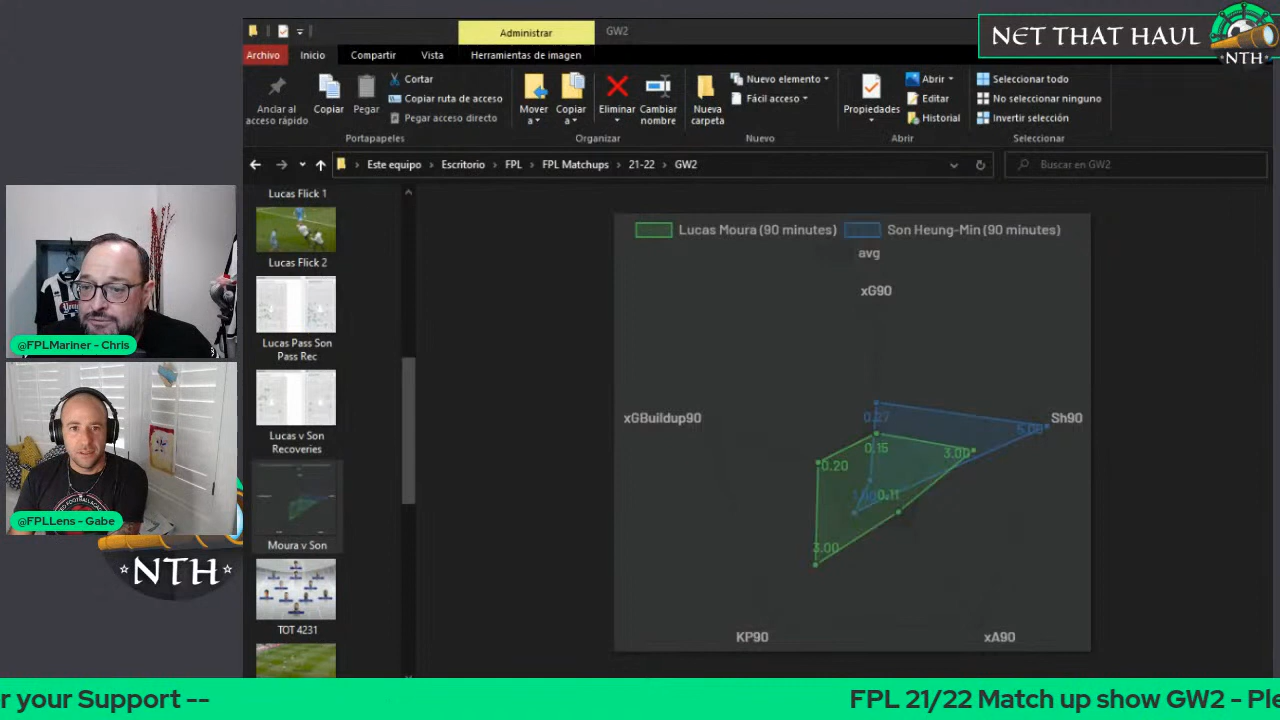 Administrar
GW2
Archivo
Inicio
Compartir
Vista
Herramientas de imagen
NET THAT HAUL
NTH
Anclar al
acceso rápido
Copiar
Pegar
Cortar
Copiar ruta de acceso
Pegar acceso directo
Portapapeles
Mover
a
Copiar
a
Eliminar
Cambiar
nombre
Organizar
Nueva
carpeta
Nuevo elemento
Fácil acceso
Nuevo
Propiedades
Abrir
Editar
Historial
Abrir
Seleccionar todo
No seleccionar ninguno
Invertir selección
Seleccionar
Este equipo > Escritorio > FPL > FPL Matchups > 21-22 > GW2
Buscar en GW2
Lucas Flick 1
Lucas Flick 2
Lucas Pass Son
Pass Rec
Lucas v Son
Recoveries
Moura v Son
TOT 4231
Lucas Moura (90 minutes)
Son Heung-Min (90 minutes)
avg
xG90
xGBuildup90
Sh90
0.27
5.00
0.15
3.00
0.20
0.11
3.00
KP90
xA90
@FPLMariner - Chris
@FPLLens - Gabe
NTH
r your Support --
FPL 21/22 Match up show GW2 - Ple